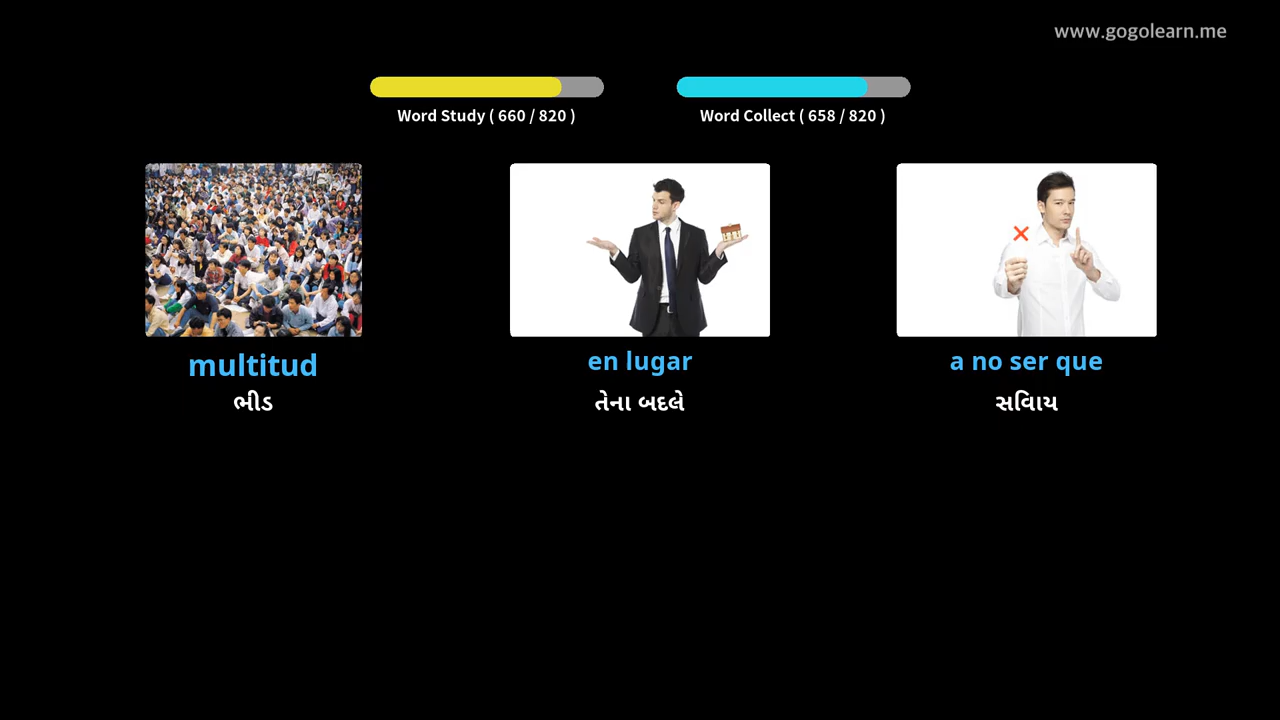 www.gogolearn.me
Word Study ( 660 / 820 )
Word Collect ( 658 / 820 )
multitud
en lugar
a no ser que
ભીડ
તેના બદલે
સિવાય